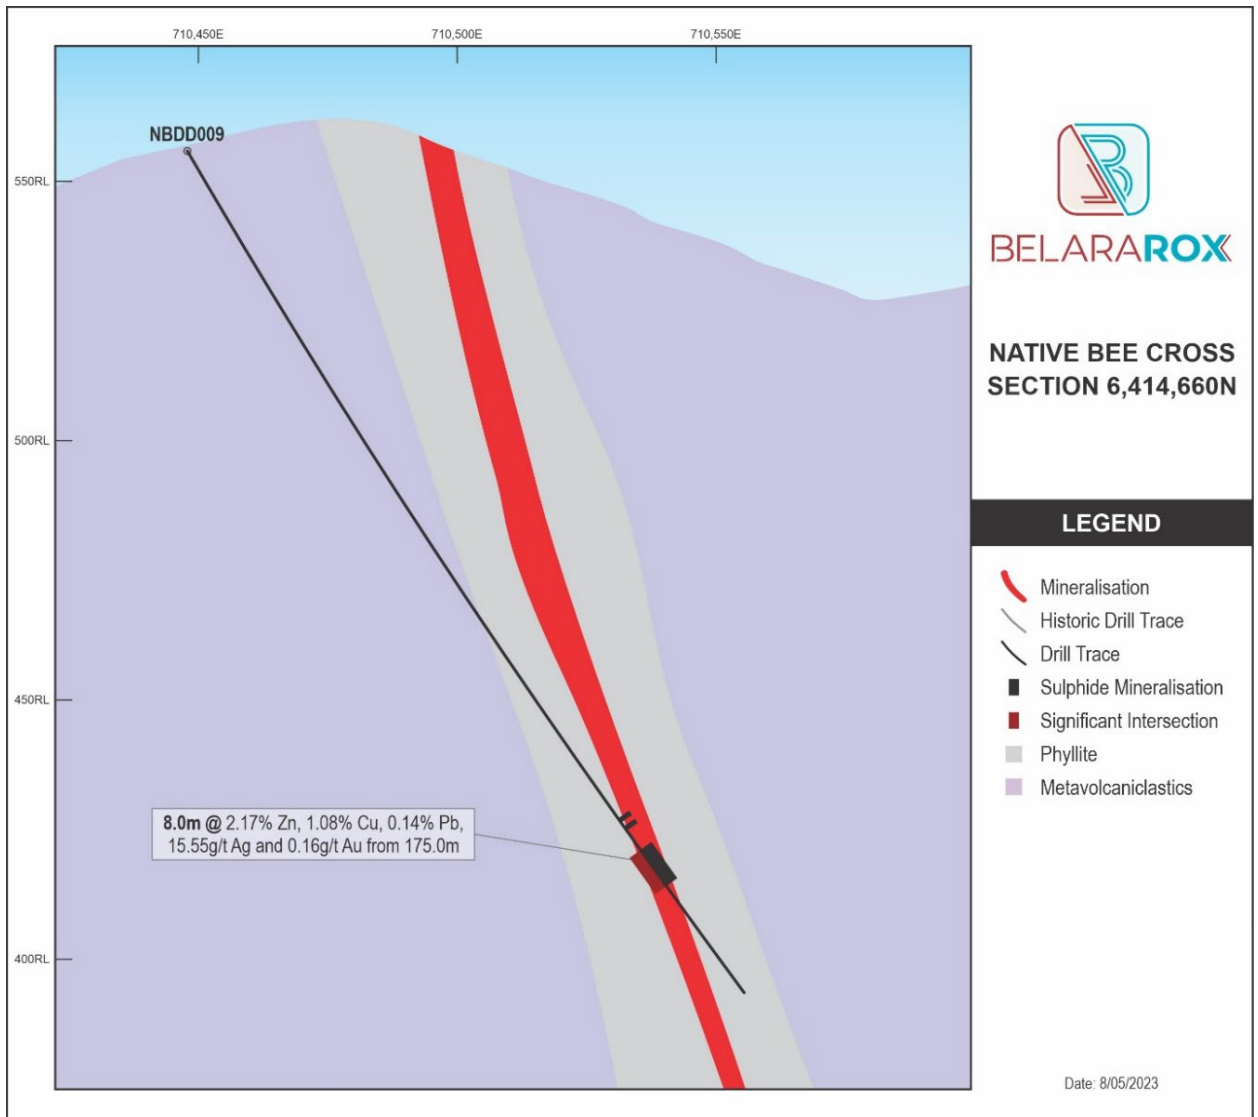 710,450E
710,500E
710,550E
NBDD009
550RL
500RL
450RL
400RL
8.0m @ 2.17% Zn, 1.08% Cu, 0.14% Pb,
15.55g/t Ag and 0.16g/t Au from 175.0m
BELARAROX
NATIVE BEE CROSS
SECTION 6,414,660N
LEGEND
Mineralisation
Historic Drill Trace
Drill Trace
Sulphide Mineralisation
Significant Intersection
Phyllite
Metavolcaniclastics
Date: 8/05/2023